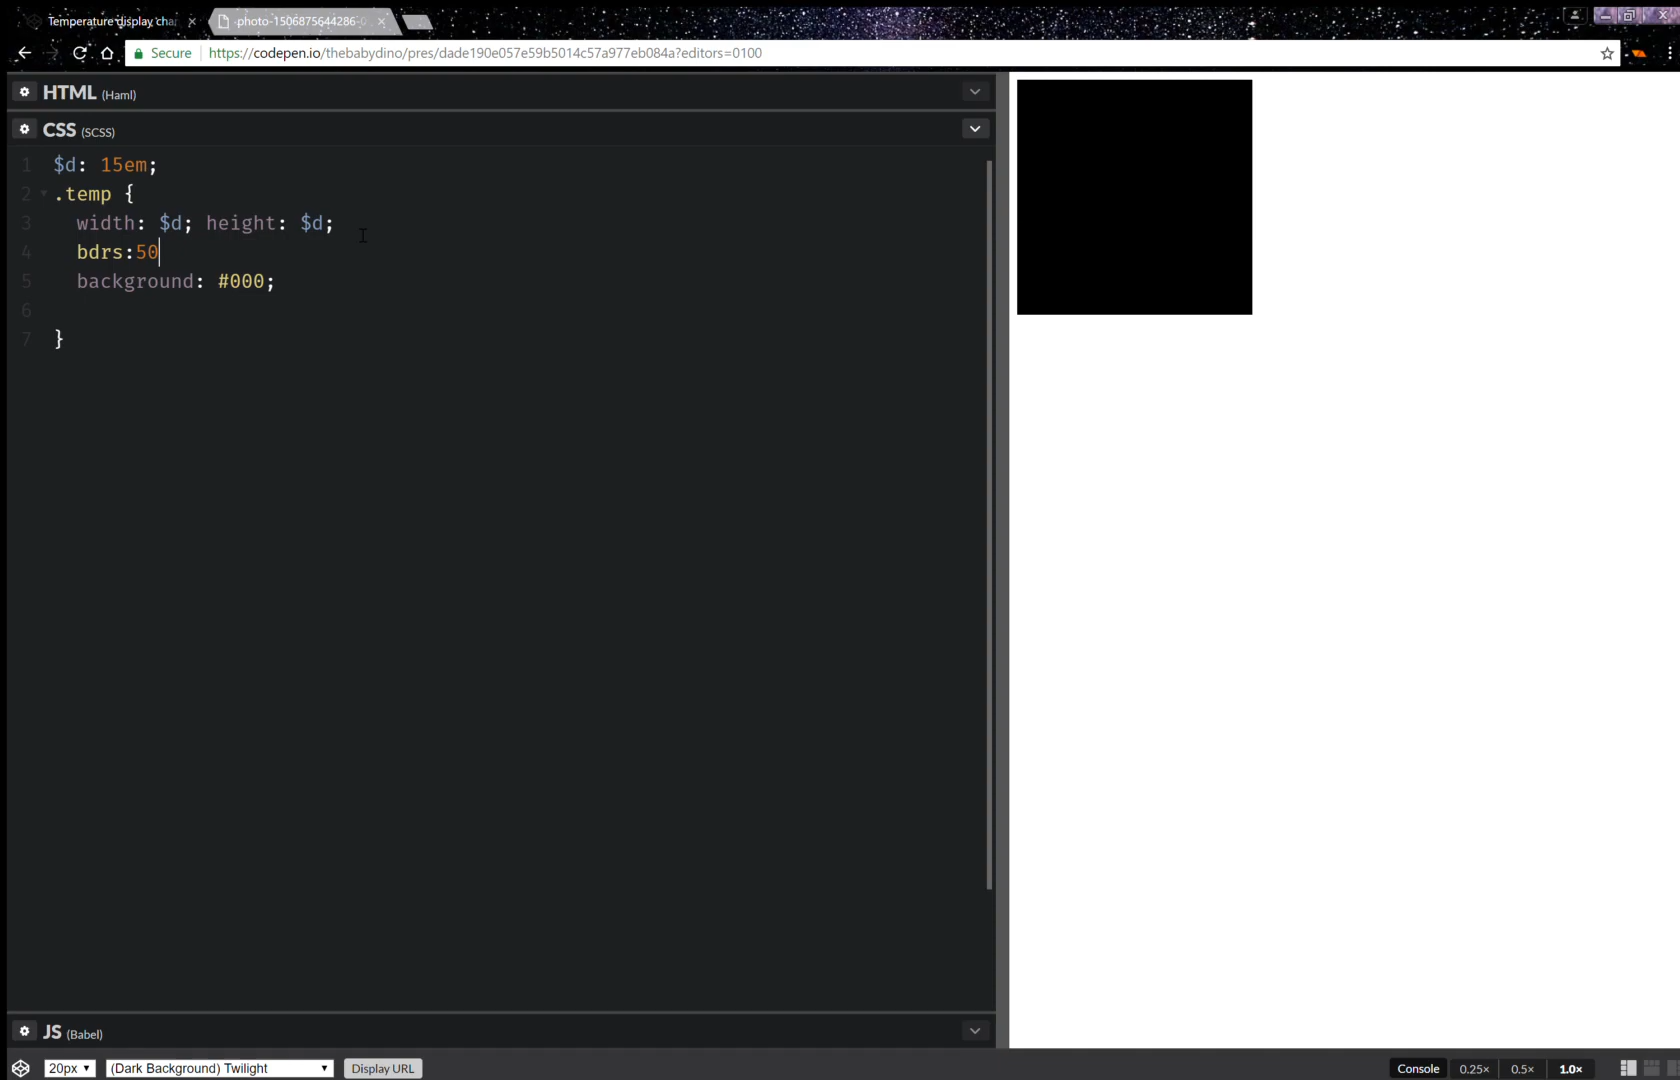 Temperature display cha
photo-1506875644286-0
Secure
https://codepen.io/thebabydino/pres/dade190e057e59b5014c57a977eb084a?editors=0100
HTML (Haml)
CSS (SCSS)
1 $d: 15em;
2 .temp {
3 width: $d; height: $d;
4 bdrs:50
5 background: #000;
6
7 }
JS (Babel)
20px
(Dark Background) Twilight
Display URL
Console 0.25× 0.5× 1.0×